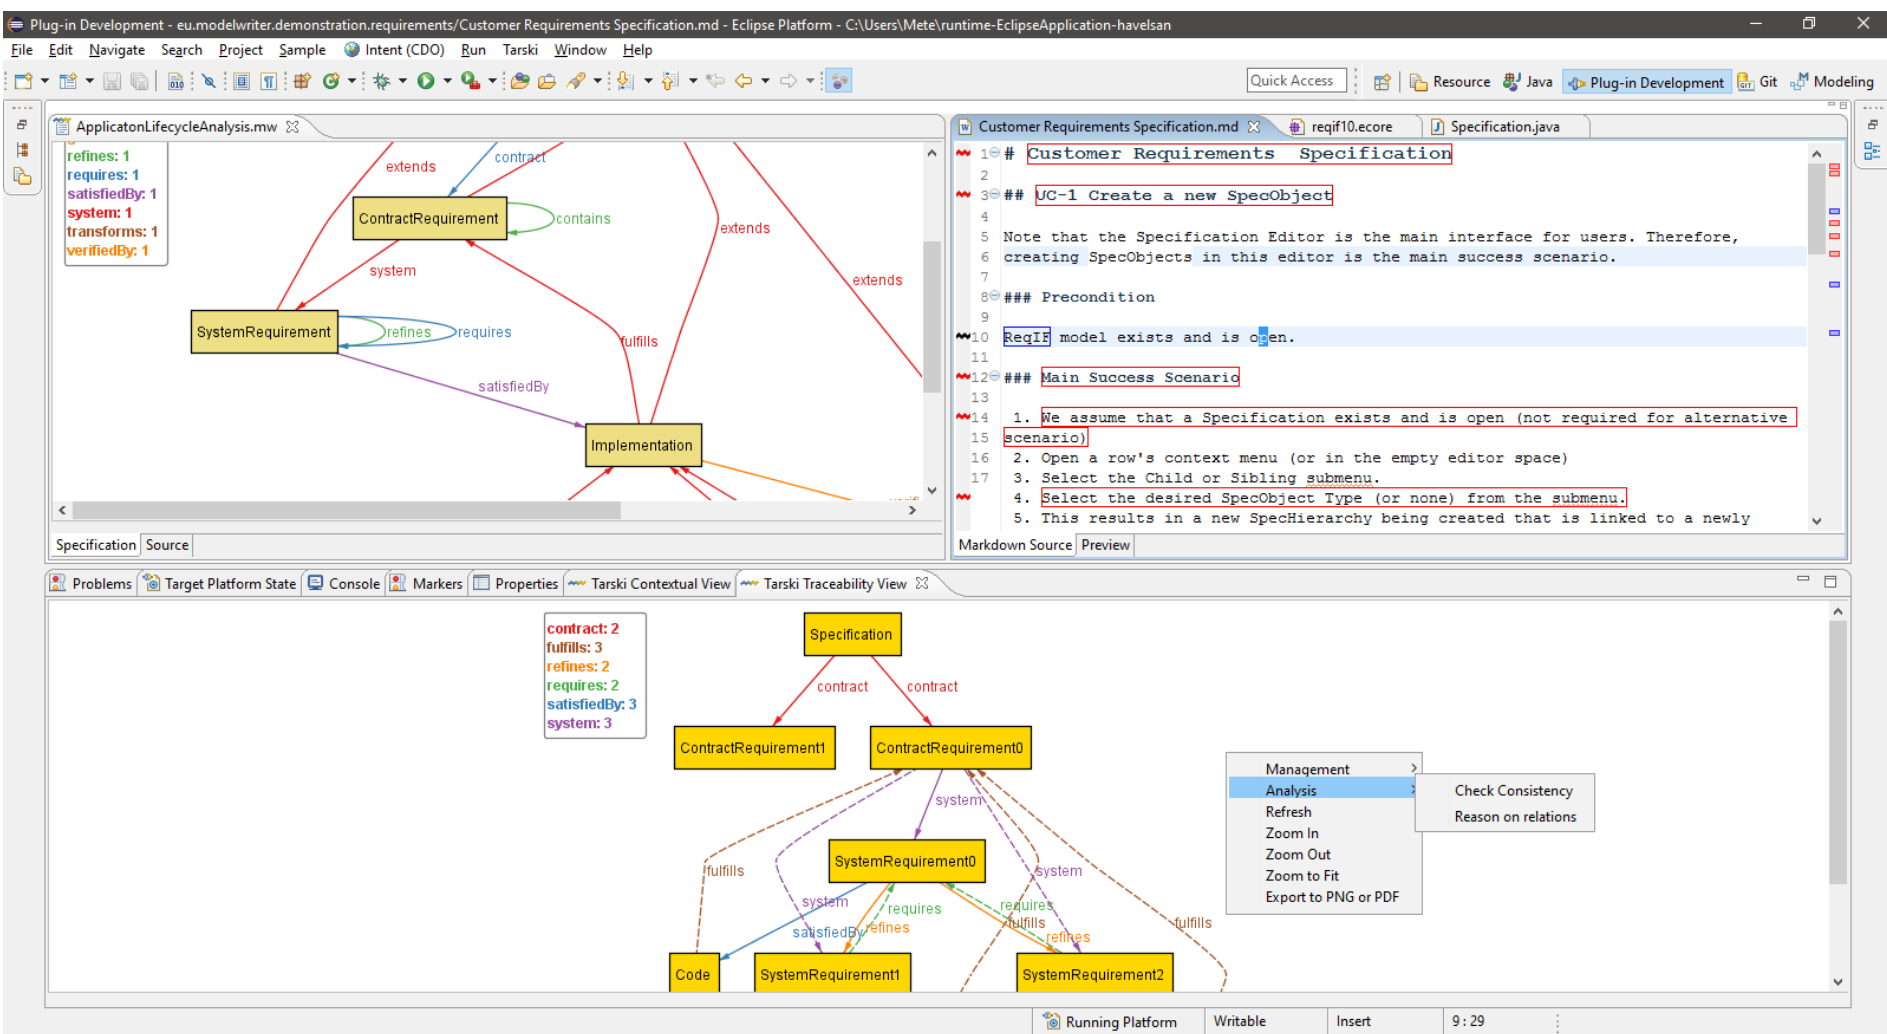 Plug-in Development - eu.modelwriter.demonstration.requirements/Customer Requirements Specification.md - Eclipse Platform - C:\Users\Mete\runtime-EclipseApplication-havelsan
File Edit Navigate Search Project Sample Intent (CDO) Run Tarski Window Help
Quick Access Resource Java Plug-in Development Git Modeling
ApplicatonLifecycleAnalysis.mw
refines: 1
requires: 1
satisfiedBy: 1
system: 1
transforms: 1
verifiedBy: 1
extends
contract
ContractRequirement
contains
extends
system
extends
SystemRequirement
refines
requires
fulfills
satisfiedBy
Implementation
Specification Source
Customer Requirements Specification.md reqif10.ecore Specification.java
1 # Customer Requirements Specification
2
3 ## UC-1 Create a new SpecObject
4
5 Note that the Specification Editor is the main interface for users. Therefore,
6 creating SpecObjects in this editor is the main success scenario.
7
8 ### Precondition
9
10 ReqIF model exists and is open.
11
12 ### Main Success Scenario
13
14 1. We assume that a Specification exists and is open (not required for alternative
15 scenario)
16 2. Open a row's context menu (or in the empty editor space)
17 3. Select the Child or Sibling submenu.
4. Select the desired SpecObject Type (or none) from the submenu.
5. This results in a new SpecHierarchy being created that is linked to a newly
Markdown Source Preview
Problems Target Platform State Console Markers Properties Tarski Contextual View Tarski Traceability View
contract: 2
fulfills: 3
refines: 2
requires: 2
satisfiedBy: 3
system: 3
Specification
contract contract
ContractRequirement1 ContractRequirement0
system
SystemRequirement0
fulfills
system
system
requires
requires
satisfiedBy
refines
fulfills
refines
fulfills
Code SystemRequirement1 SystemRequirement2
Management
Analysis
Refresh
Zoom In
Zoom Out
Zoom to Fit
Export to PNG or PDF
Check Consistency
Reason on relations
Running Platform Writable Insert 9 : 29